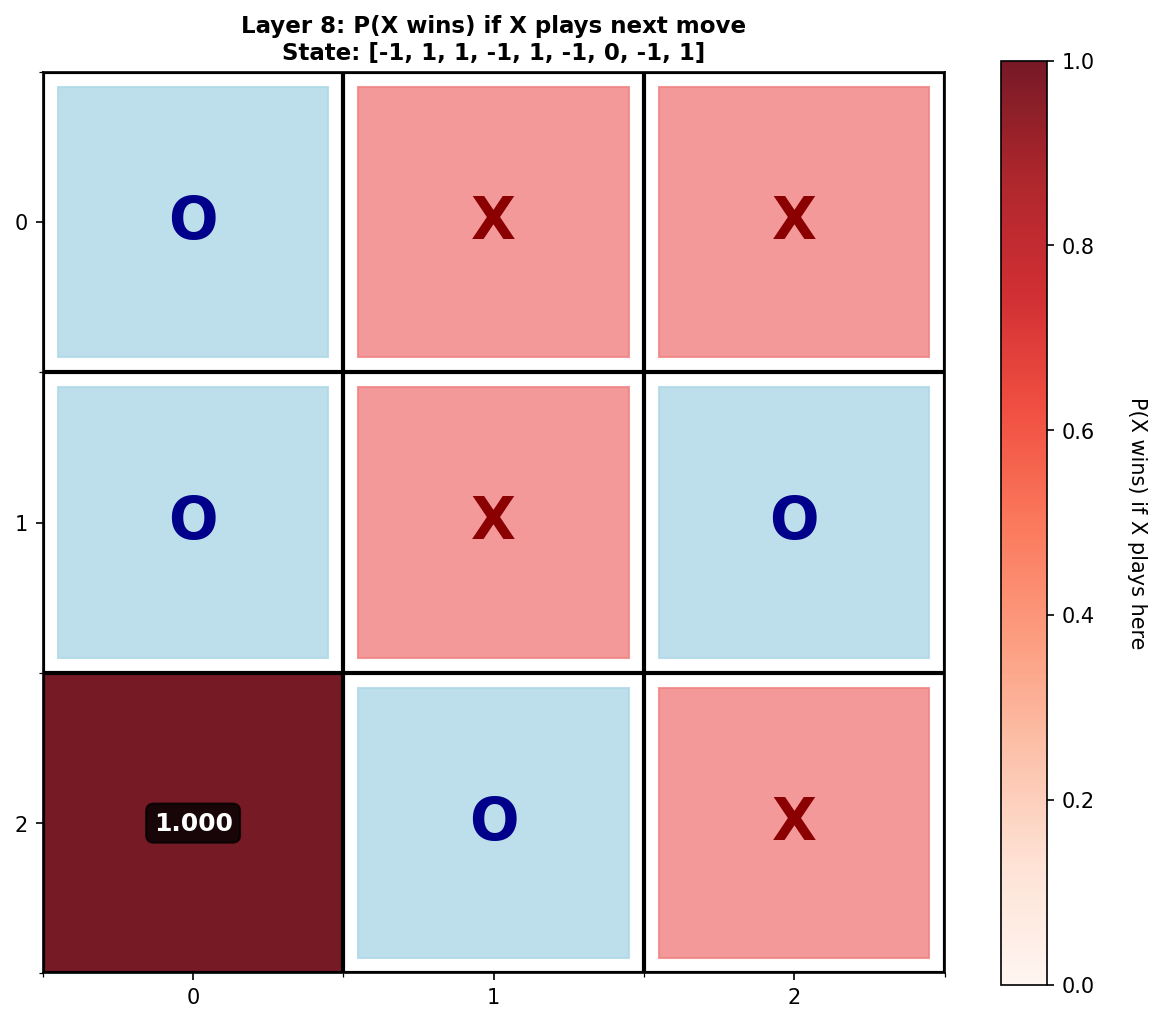 Layer 8: P(X wins) if X plays next move
State: [-1, 1, 1, -1, 1, -1, 0, -1, 1]
0
O
X
X
1
O
X
O
2
1.000
O
X
0
1
2
1.0
0.8
0.6
0.4
0.2
0.0
P(X wins) if X plays here